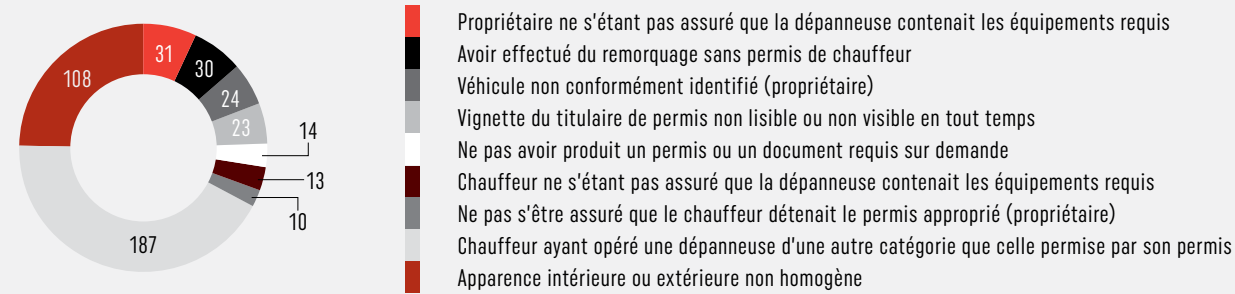 31
30
24
23
14
13
10
187
108
Propriétaire ne s'étant pas assuré que la dépanneuse contenait les équipements requis
Avoir effectué du remorquage sans permis de chauffeur
Véhicule non conformément identifié (propriétaire)
Vignette du titulaire de permis non lisible ou non visible en tout temps
Ne pas avoir produit un permis ou un document requis sur demande
Chauffeur ne s'étant pas assuré que la dépanneuse contenait les équipements requis
Ne pas s'être assuré que le chauffeur détenait le permis approprié (propriétaire)
Chauffeur ayant opéré une dépanneuse d'une autre catégorie que celle permise par son permis
Apparence intérieure ou extérieure non homogène